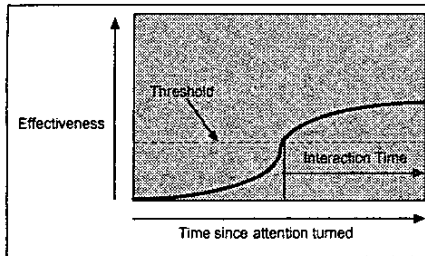 Threshold
Effectiveness
Interaction Time
Time since attention turned